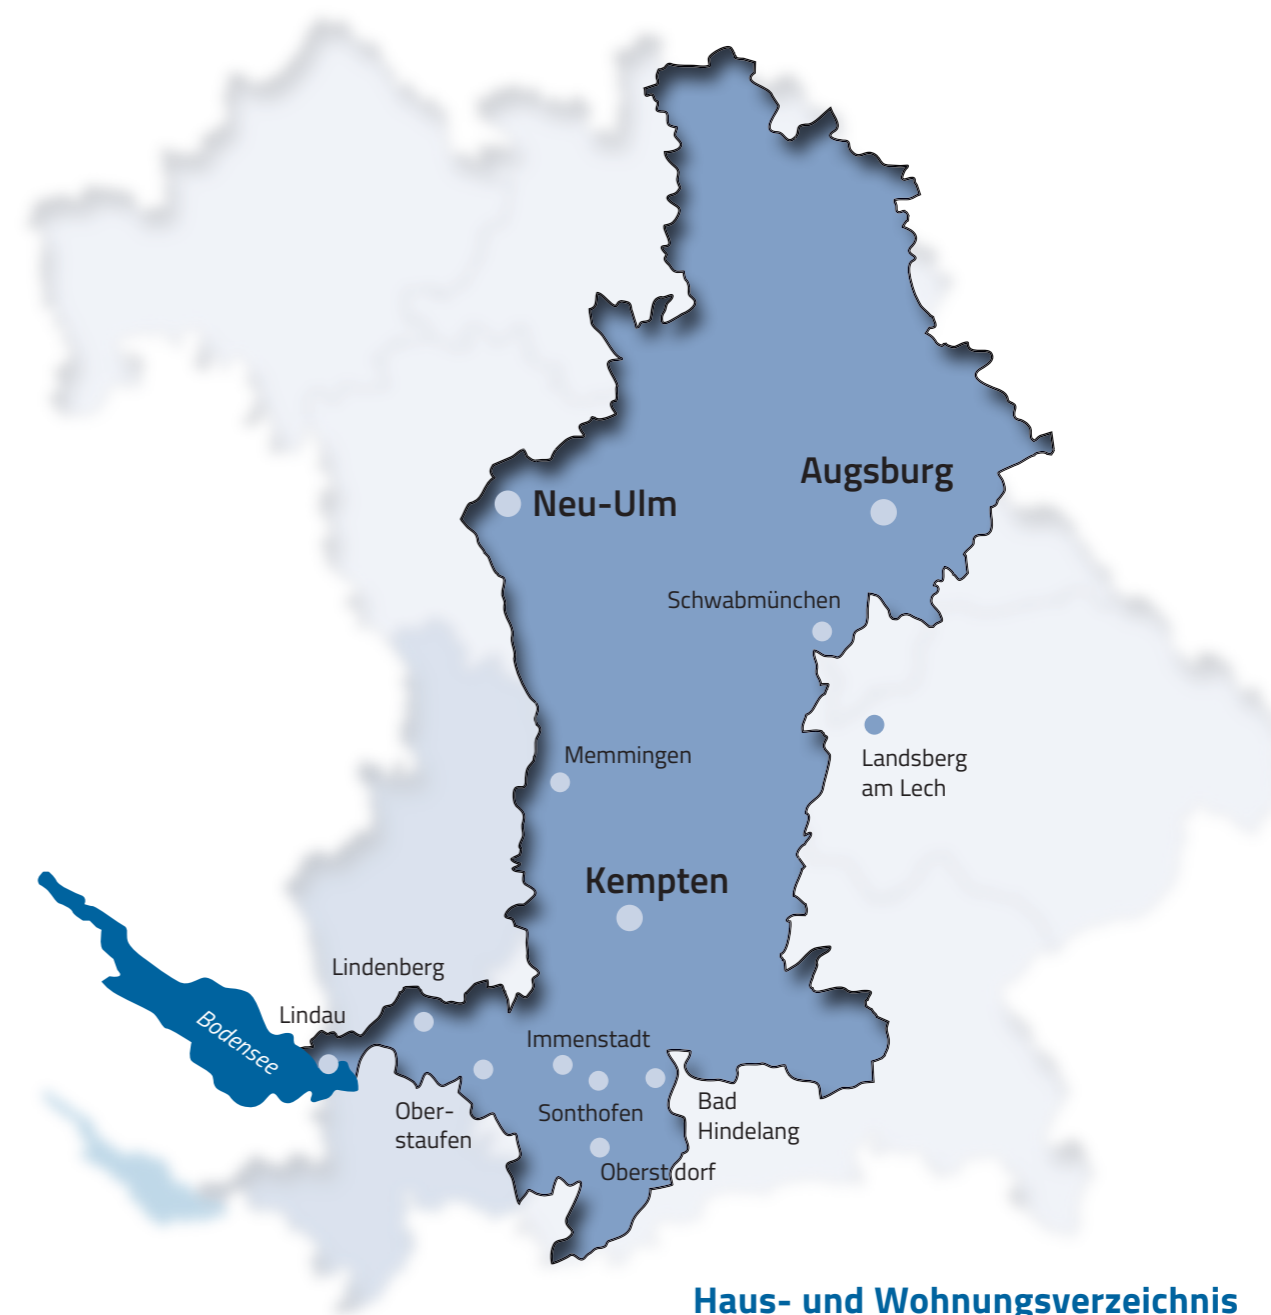 Augsburg
Neu-Ulm
Schwabmünchen
Memmingen
Landsberg
am Lech
Kempten
Lindenberg
Lindau
Bodensee
Immenstadt
Ober-
staufen
Sonthofen
Bad
Hindelang
Oberstdorf
Haus- und Wohnungsverzeichnis